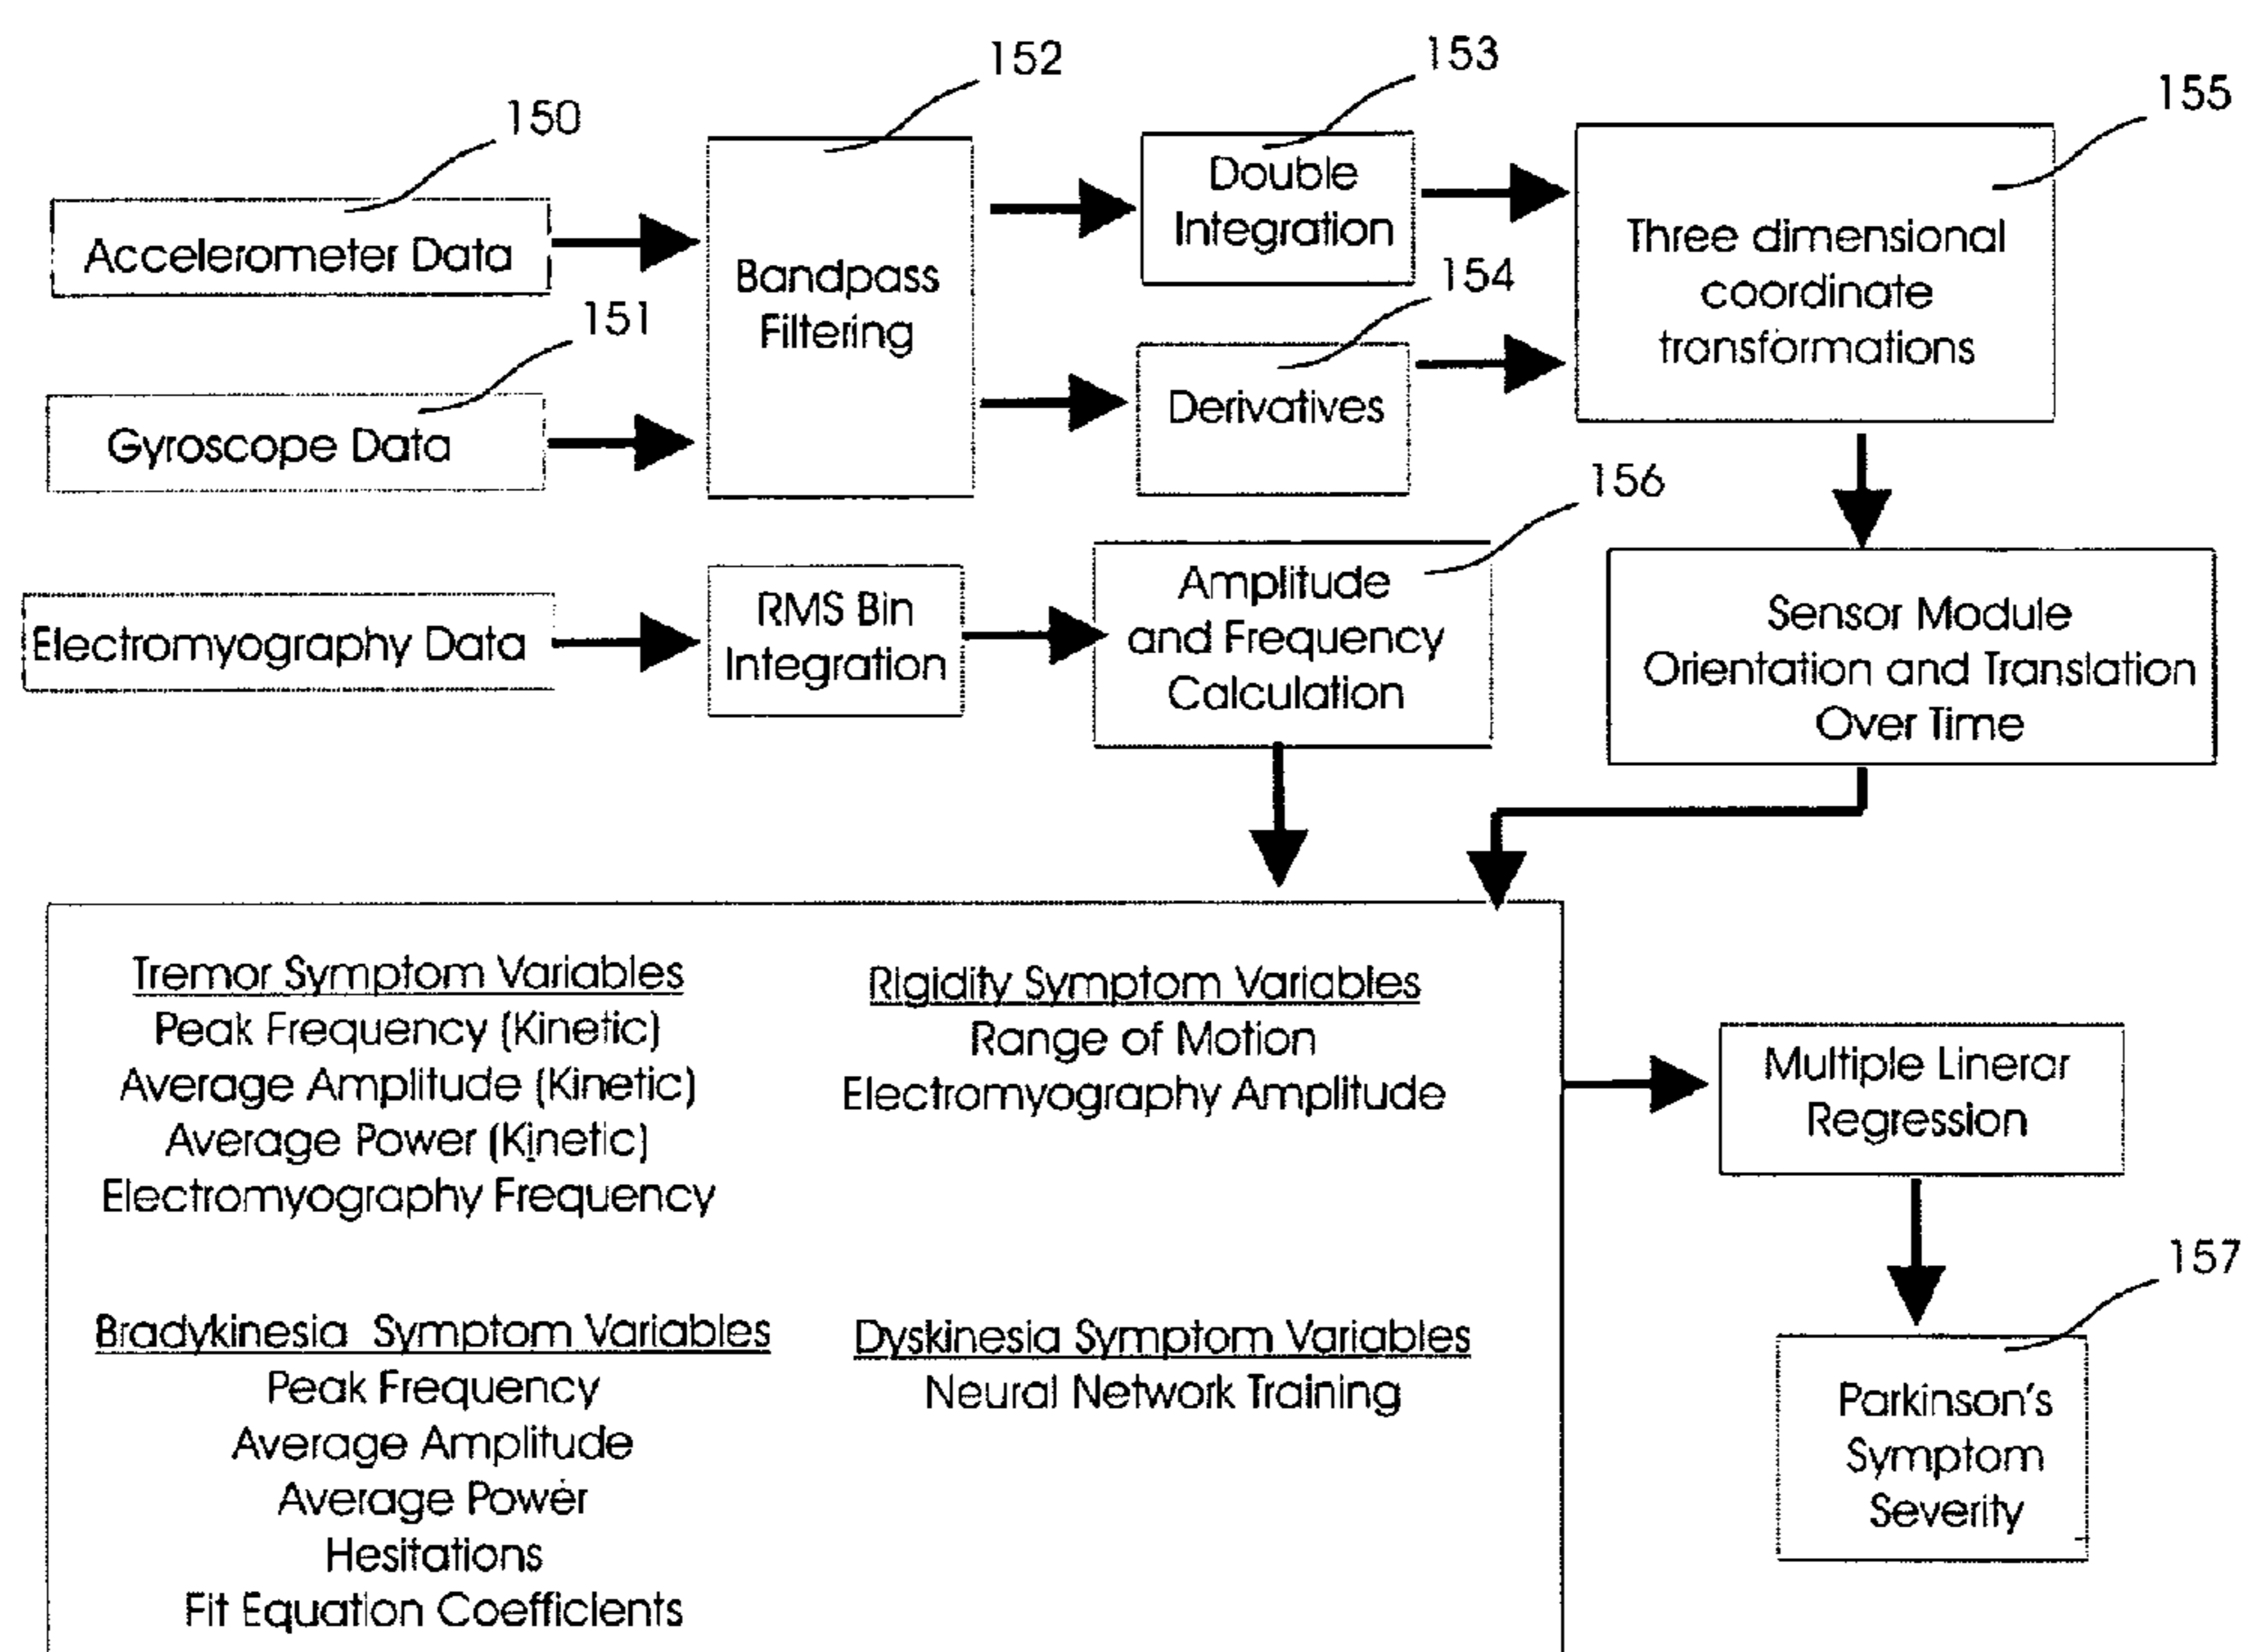 152
153
155
150
Double
Integration
Accelerometer Data
Bandpass
Filtering
Three dimensional
coordinate
transformations
151
154
Derivatives
Gyroscope Data
156
Electromyography Data
RMS Bin
Integration
Amplitude
and Frequency
Calculation
Sensor Module
Orientation and Translation
Over Time
Tremor Symptom Variables
Peak Frequency (Kinetic)
Average Amplitude (Kinetic)
Average Power (Kinetic)
Electromyography Frequency
Rigidity Symptom Variables
Range of Motion
Electromyography Amplitude
Multiple Linerar
Regression
157
Bradykinesia Symptom Variables
Peak Frequency
Average Amplitude
Average Power
Hesitations
Fit Equation Coefficients
Dyskinesia Symptom Variables
Neural Network Training
Parkinson's
Symptom
Severity